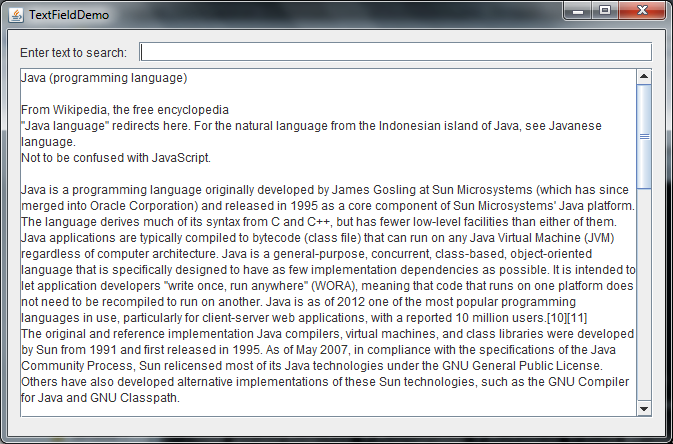 TextFieldDemo
Enter text to search:
Java (programming language)
From Wikipedia, the free encyclopedia
"Java language" redirects here. For the natural language from the Indonesian island of Java, see Javanese
language.
Not to be confused with JavaScript.
Java is a programming language originally developed by James Gosling at Sun Microsystems (which has since
merged into Oracle Corporation) and released in 1995 as a core component of Sun Microsystems' Java platform.
The language derives much of its syntax from C and C++, but has fewer low-level facilities than either of them.
Java applications are typically compiled to bytecode (class file) that can run on any Java Virtual Machine (JVM)
regardless of computer architecture. Java is a general-purpose, concurrent, class-based, object-oriented
language that is specifically designed to have as few implementation dependencies as possible. It is intended to
let application developers "write once, run anywhere" (WORA), meaning that code that runs on one platform does
not need to be recompiled to run on another. Java is as of 2012 one of the most popular programming
languages in use, particularly for client-server web applications, with a reported 10 million users.[10][11]
The original and reference implementation Java compilers, virtual machines, and class libraries were developed
by Sun from 1991 and first released in 1995. As of May 2007, in compliance with the specifications of the Java
Community Process, Sun relicensed most of its Java technologies under the GNU General Public License.
Others have also developed alternative implementations of these Sun technologies, such as the GNU Compiler
for Java and GNU Classpath.